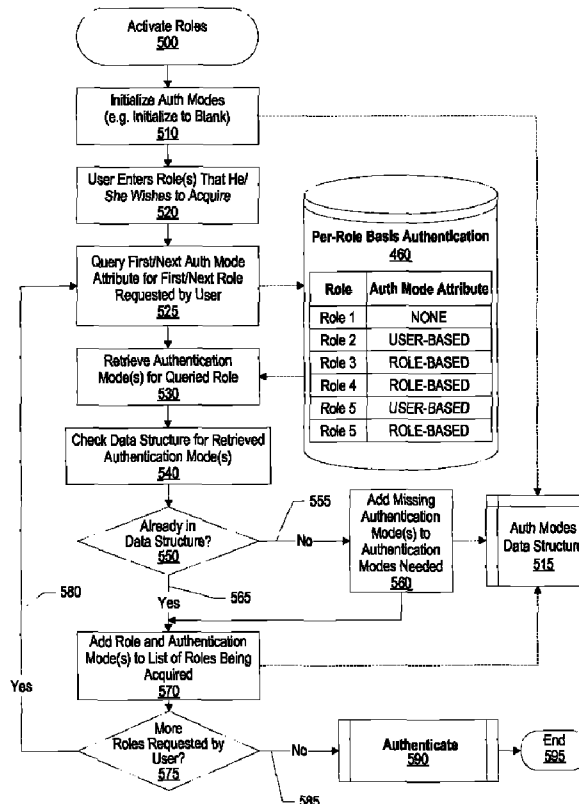 Activate Roles
500
Initialize Auth Modes
(e.g. Initialize to Blank)
510
User Enters Role(s) That He/
She Wishes to Acquire
520
Query First/Next Auth Mode
Attribute for First/Next Role
Requested by User
525
Per-Role Basis Authentication
460
Role Auth Mode Attribute
Role 1 NONE
Role 2 USER-BASED
Role 3 ROLE-BASED
Role 4 ROLE-BASED
Role 5 USER-BASED
Role 5 ROLE-BASED
Retrieve Authentication
Mode(s) for Queried Role
530
Check Data Structure for Retrieved
Authentication Mode(s)
540
Already in
Data Structure?
550
555
No
Add Missing
Authentication
Mode(s) to
Authentication
Modes Needed
560
Auth Modes
Data Structure
515
565
Yes
580
Yes
Add Role and Authentication
Mode(s) to List of Roles Being
Acquired
570
More
Roles Requested by
User?
575
No
585
Authenticate
590
End
595